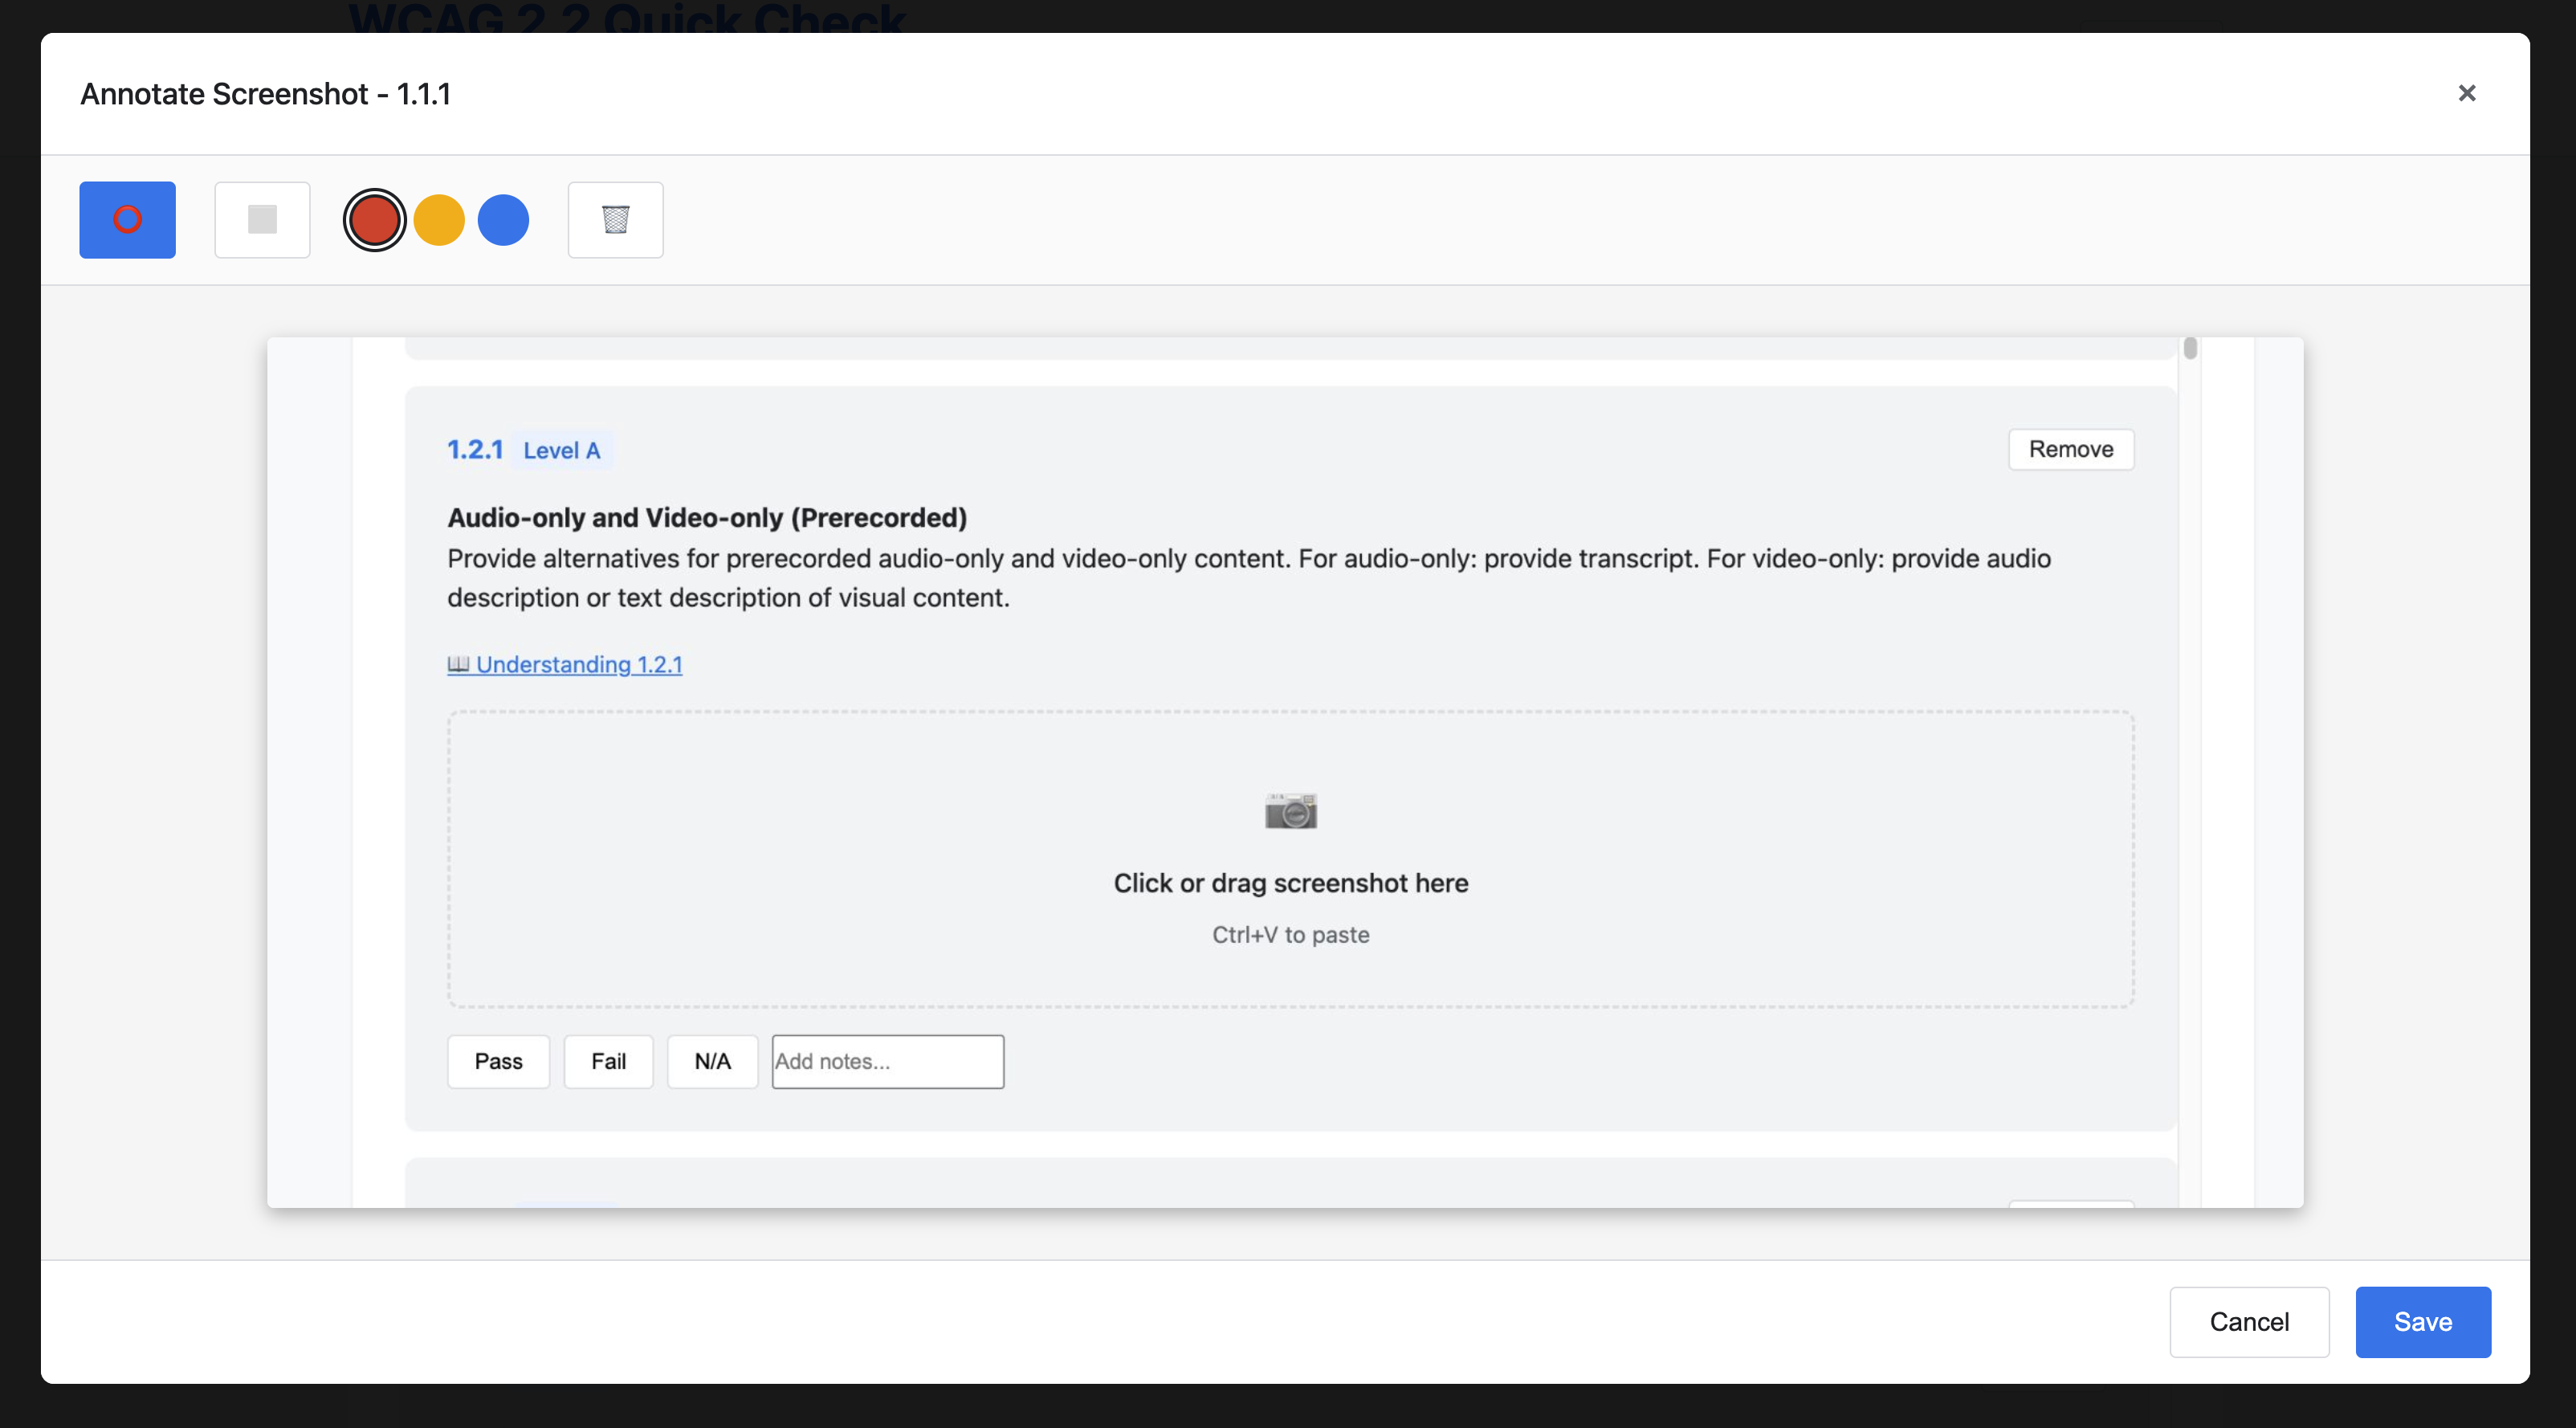 WCAG 2.2 Quick Check
Annotate Screenshot - 1.1.1
×
1.2.1 Level A
Remove
Audio-only and Video-only (Prerecorded)
Provide alternatives for prerecorded audio-only and video-only content. For audio-only: provide transcript. For video-only: provide audio
description or text description of visual content.
Understanding 1.2.1
Click or drag screenshot here
Ctrl+V to paste
Pass Fail N/A Add notes...
Cancel Save